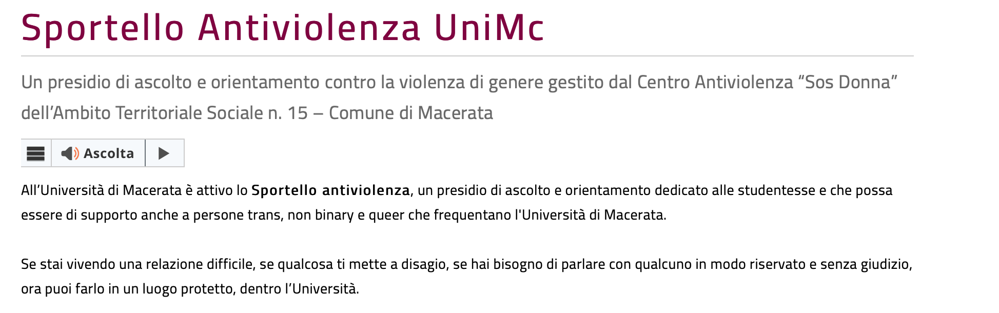 Sportello Antiviolenza UniMc
Un presidio di ascolto e orientamento contro la violenza di genere gestito dal Centro Antiviolenza “Sos Donna”
dell’Ambito Territoriale Sociale n. 15 – Comune di Macerata
Ascolta
All’Università di Macerata è attivo lo Sportello antiviolenza, un presidio di ascolto e orientamento dedicato alle studentesse e che possa
essere di supporto anche a persone trans, non binary e queer che frequentano l'Università di Macerata.
Se stai vivendo una relazione difficile, se qualcosa ti mette a disagio, se hai bisogno di parlare con qualcuno in modo riservato e senza giudizio,
ora puoi farlo in un luogo protetto, dentro l’Università.